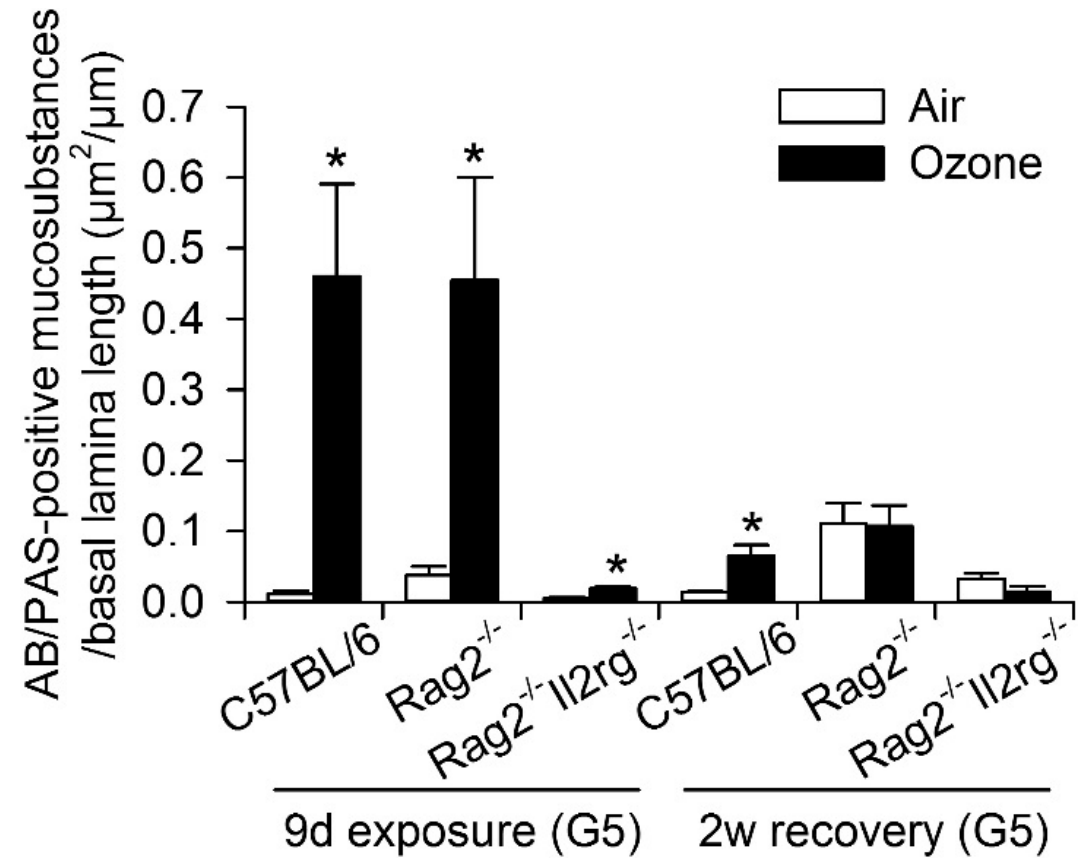 AB/PAS-positive mucosubstances
/basal lamina length (µm²/µm)
0.7
0.6
0.5
0.4
0.3
0.2
0.1
0.0
Air
Ozone
*
*
*
*
C57BL/6
Rag2-/-
Rag2-/-Il2rg-/-
C57BL/6
Rag2-/-
Rag2-/-Il2rg-/-
9d exposure (G5)
2w recovery (G5)